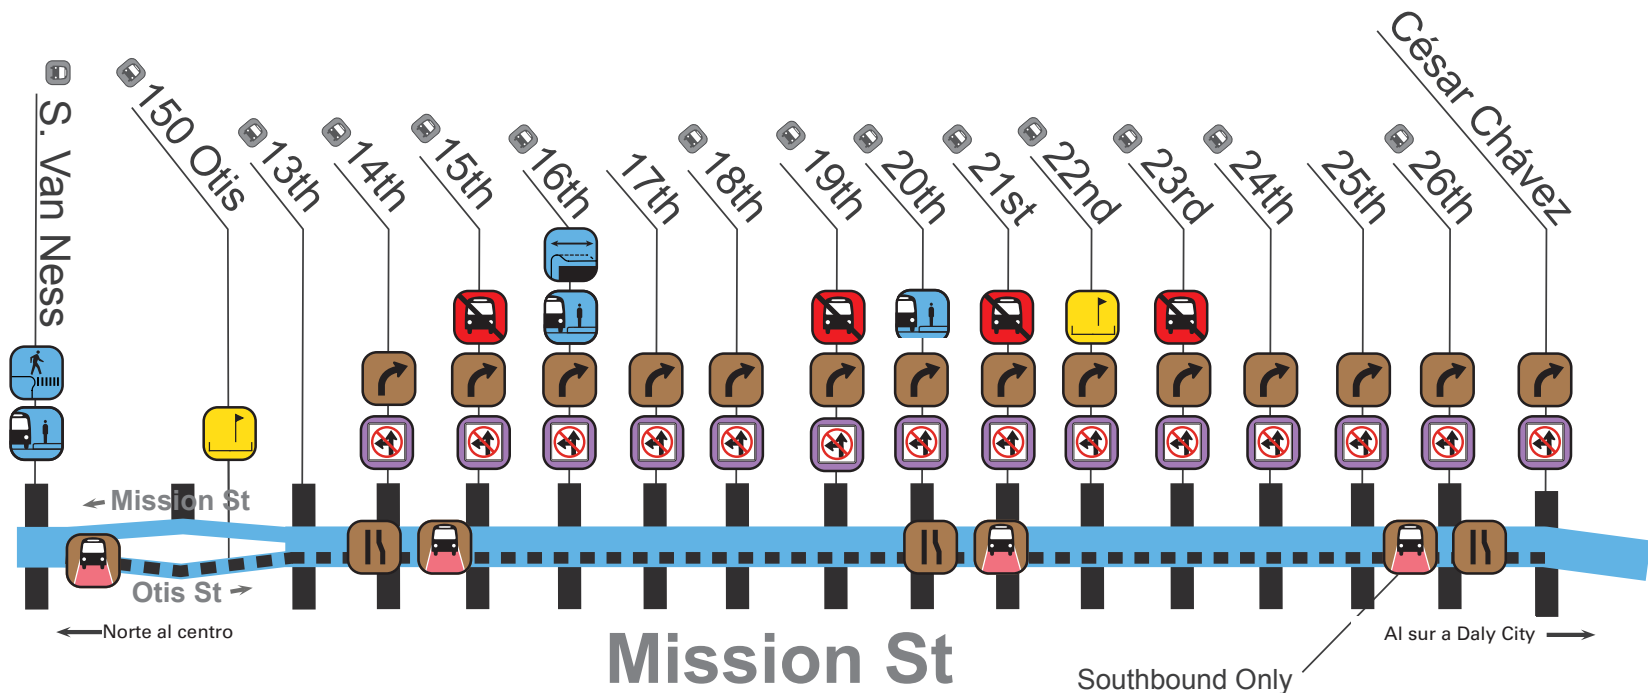 S. Van Ness
150 Otis
13th
14th
15th
16th
17th
18th
19th
20th
21st
22nd
23rd
24th
25th
26th
César Chávez
Mission St
Otis St
Norte al centro
Mission St
Al sur a Daly City
Southbound Only